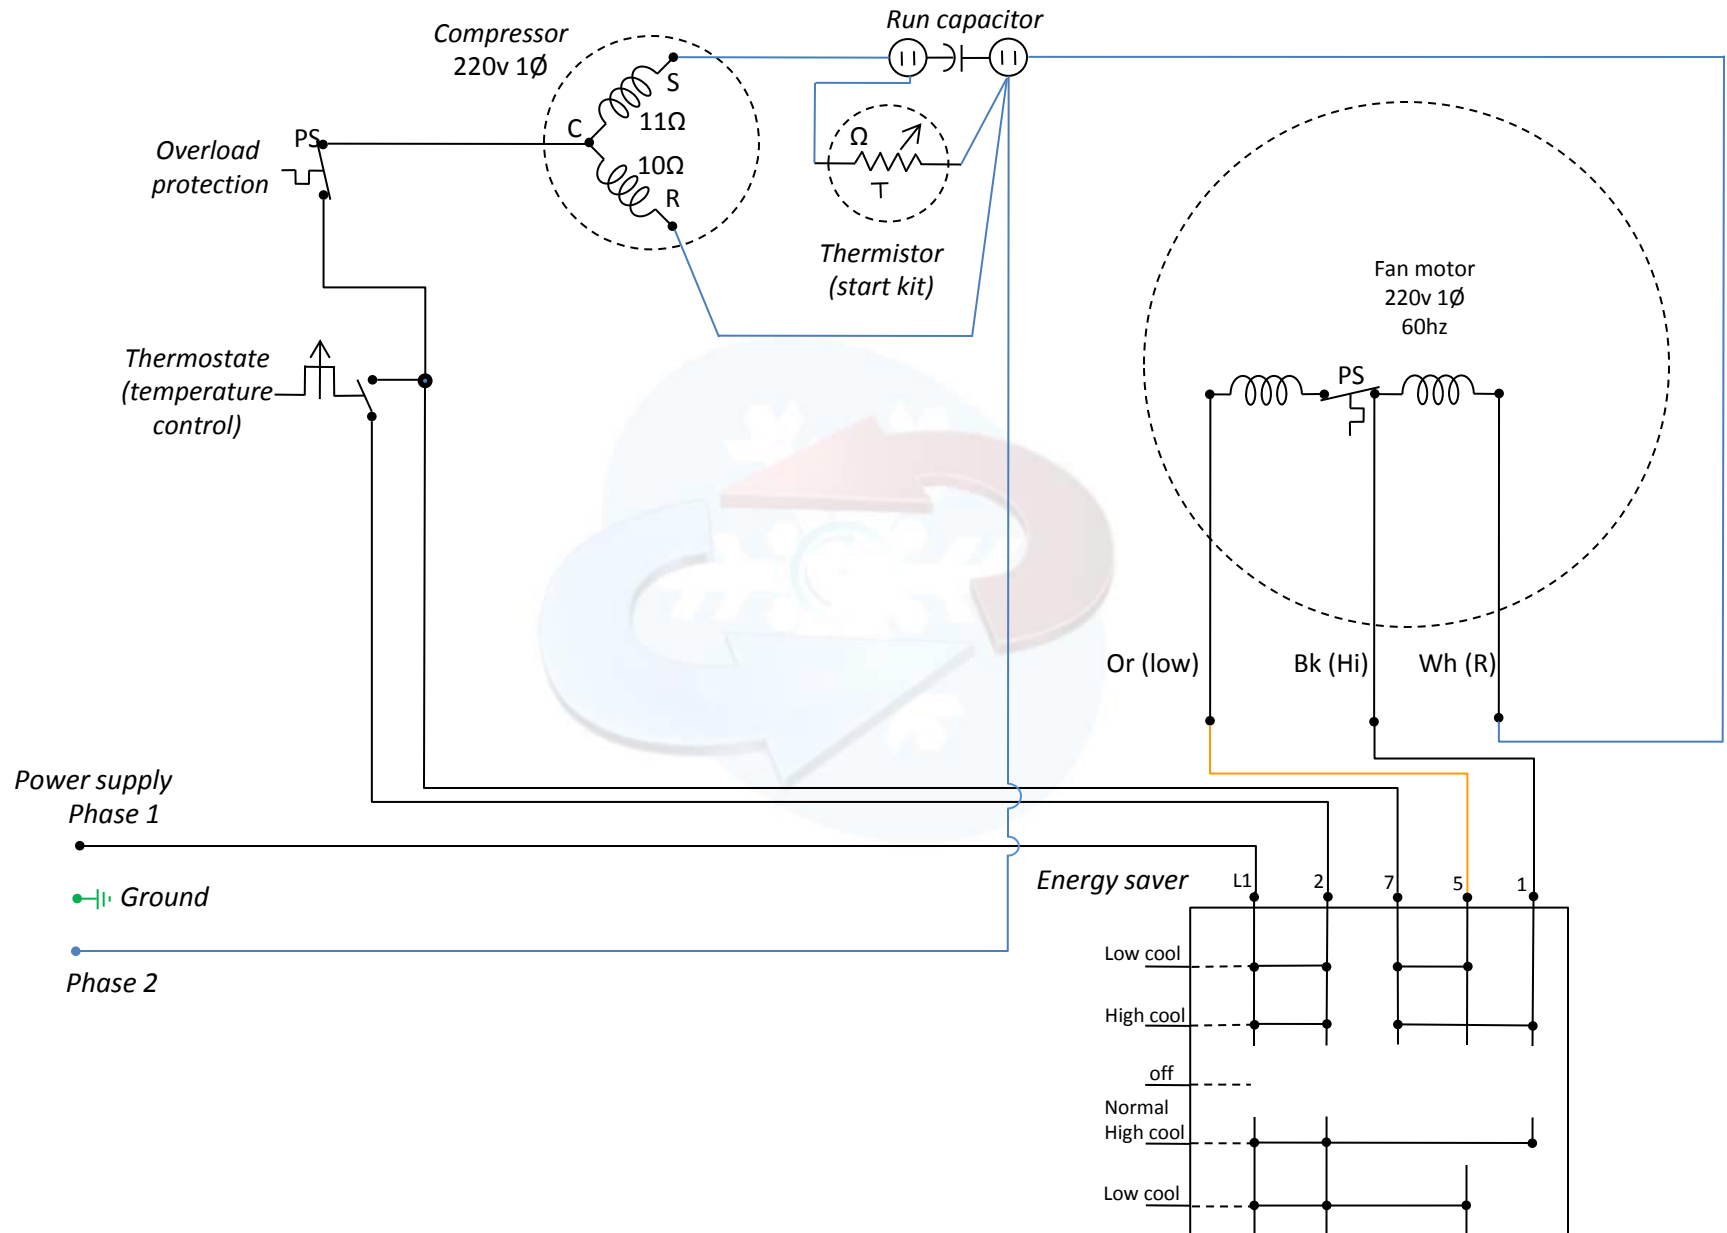 Run capacitor
Compressor
220v 1Ø
S
11Ω
C
10Ω
R
PS
Overload
protection
Ω
T
Thermistor
(start kit)
Fan motor
220v 1Ø
60hz
PS
Thermostate
(temperature
control)
Or (low)
Bk (Hi)
Wh (R)
Power supply
Phase 1
Ground
Phase 2
Energy saver
L1
2
7
5
1
Low cool
High cool
off
Normal
High cool
Low cool